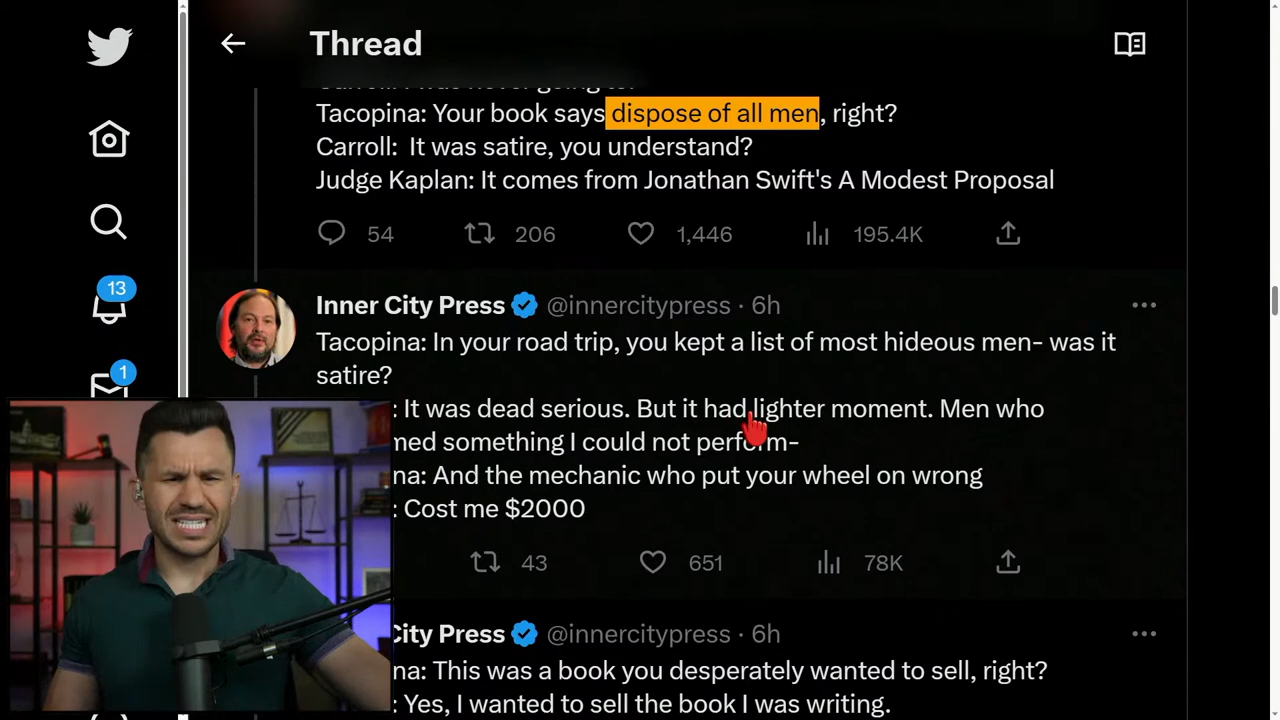 Thread
Tacopina: Your book says dispose of all men, right?
Carroll: It was satire, you understand?
Judge Kaplan: It comes from Jonathan Swift's A Modest Proposal
54 206 1,446 195.4K
13
Inner City Press @innercitypress · 6h
Tacopina: In your road trip, you kept a list of most hideous men- was it
satire?
1
: It was dead serious. But it had lighter moment. Men who
med something I could not perform-
na: And the mechanic who put your wheel on wrong
: Cost me $2000
43 651 78K
City Press @innercitypress · 6h
na: This was a book you desperately wanted to sell, right?
: Yes, I wanted to sell the book I was writing.